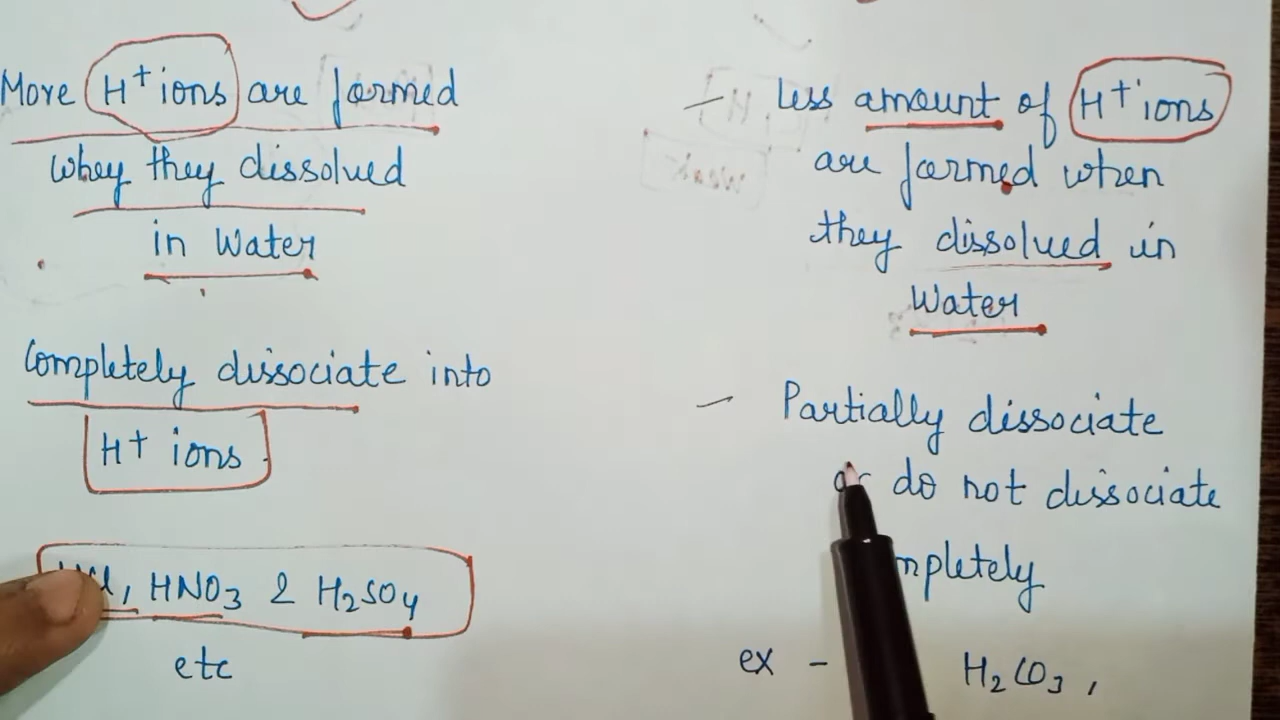 More H⁺ ions are formed
whey they dissolved
in Water
Completely dissociate into
H⁺ ions
HNO₃ & H₂SO₄
etc
Less amount of H⁺ ions
are formed when
they dissolved in
Water
Partially dissociate
or do not dissociate
ex - H₂CO₃,